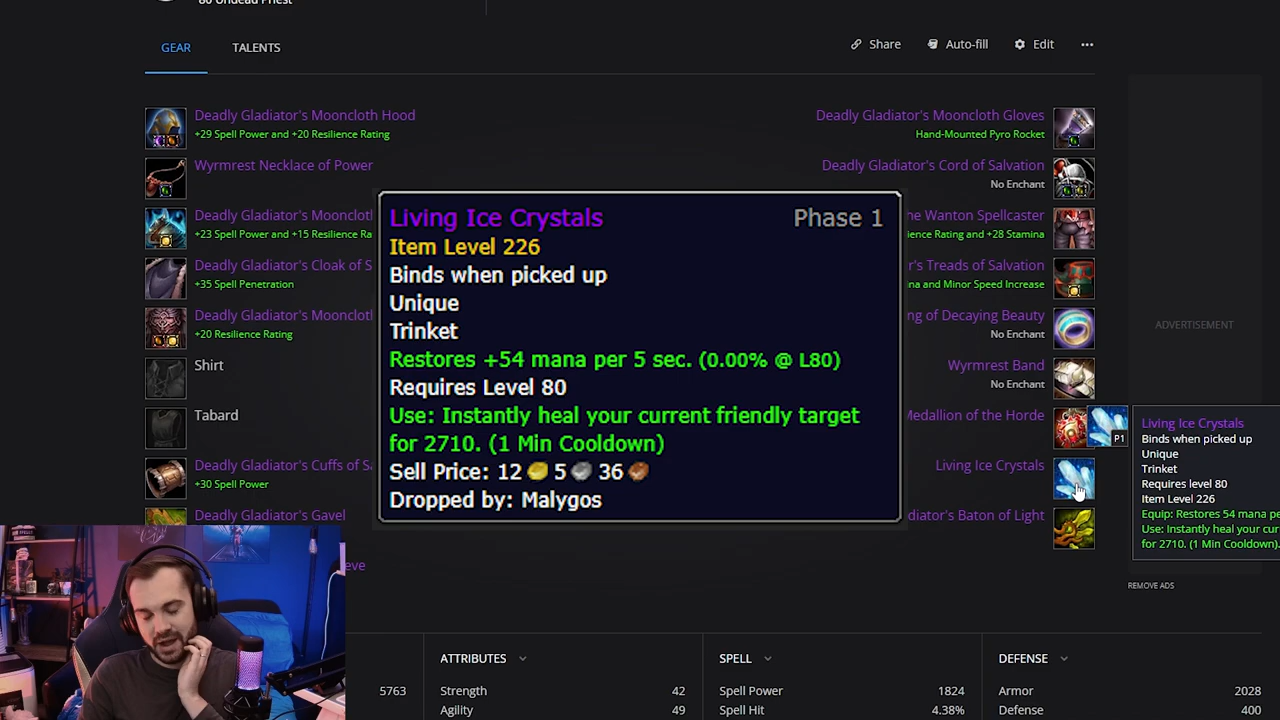 80 Undead Priest
GEAR
TALENTS
Share
Auto-fill
Edit
Deadly Gladiator's Mooncloth Hood
+29 Spell Power and +20 Resilience Rating
Wyrmrest Necklace of Power
Deadly Gladiator's Mooncloth
+23 Spell Power and +15 Resilience Ra
Deadly Gladiator's Cloak of S
+35 Spell Penetration
Deadly Gladiator's Mooncloth
+20 Resilience Rating
Shirt
Tabard
Deadly Gladiator's Cuffs of Sa
+30 Spell Power
Deadly Gladiator's Gavel
Deadly Gladiator's Mooncloth Gloves
Hand-Mounted Pyro Rocket
Deadly Gladiator's Cord of Salvation
No Enchant
he Wanton Spellcaster
ience Rating and +28 Stamina
r's Treads of Salvation
na and Minor Speed Increase
ng of Decaying Beauty
No Enchant
Wyrmrest Band
No Enchant
Medallion of the Horde
Living Ice Crystals
diator's Baton of Light
Living Ice Crystals
Phase 1
Item Level 226
Binds when picked up
Unique
Trinket
Restores +54 mana per 5 sec. (0.00% @ L80)
Requires Level 80
Use: Instantly heal your current friendly target
for 2710. (1 Min Cooldown)
Sell Price: 12 5 36
Dropped by: Malygos
P1
Living Ice Crystals
Binds when picked up
Unique
Trinket
Requires level 80
Item Level 226
Equip: Restores 54 mana pe
Use: Instantly heal your cur
for 2710. (1 Min Cooldown)
ADVERTISEMENT
REMOVE ADS
5763
ATTRIBUTES
Strength 42
Agility 49
SPELL
Spell Power 1824
Spell Hit 4.38%
DEFENSE
Armor 2028
Defense 400